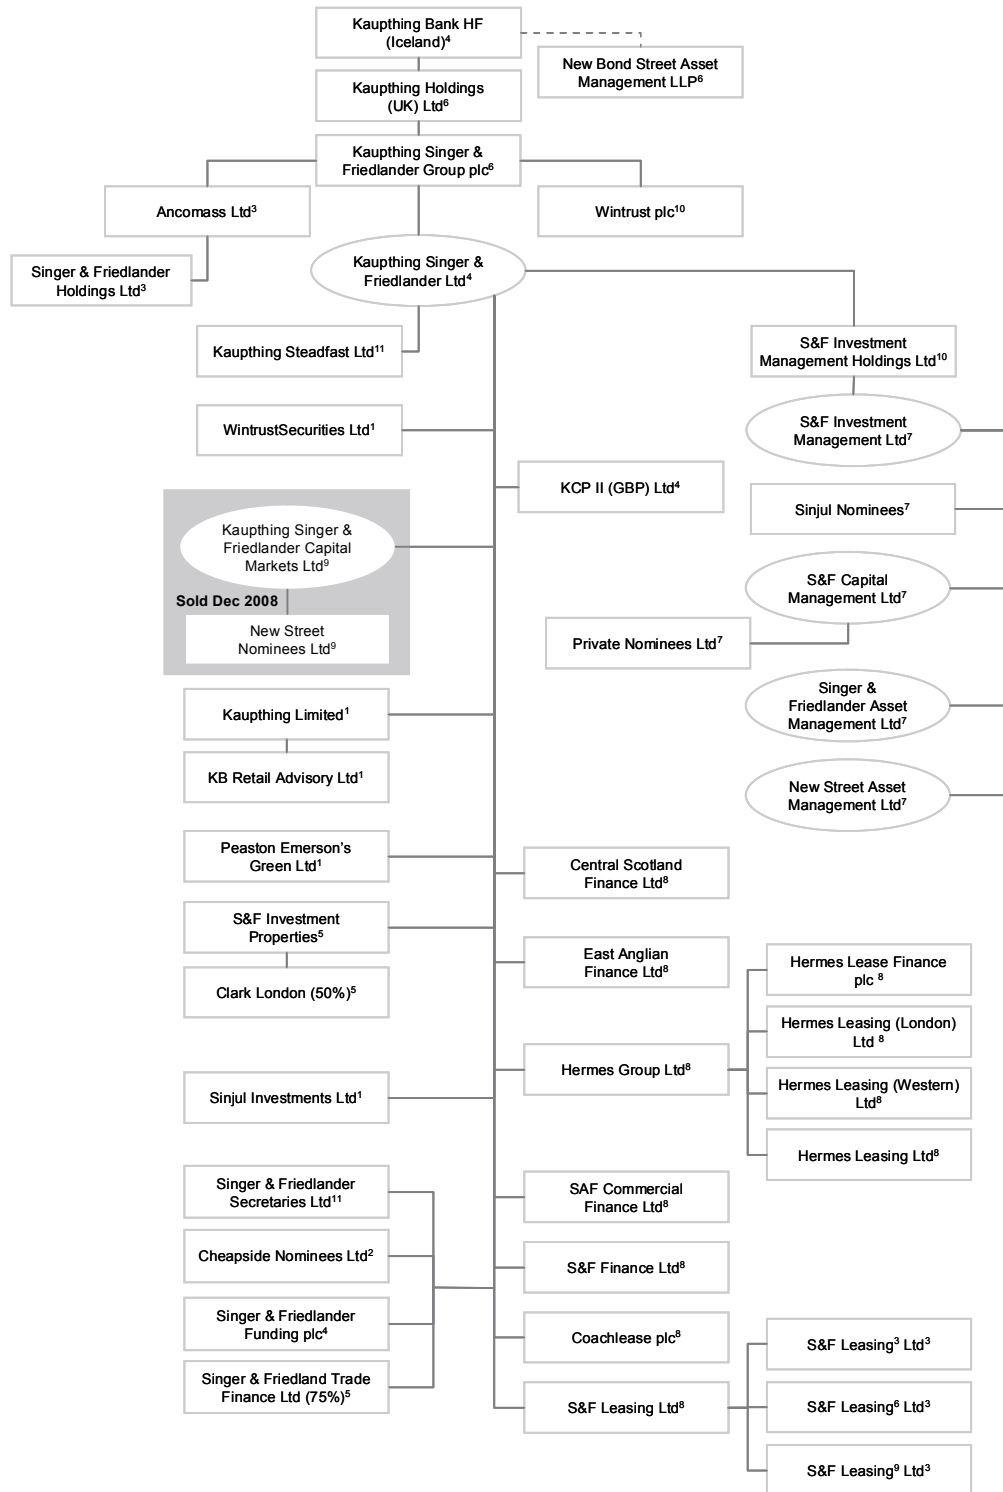 Kaupthing Bank HF
(Iceland)⁴
New Bond Street Asset
Management LLP⁶
Kaupthing Holdings
(UK) Ltd⁶
Kaupthing Singer &
Friedlander Group plc⁶
Ancomass Ltd³
Wintrust plc¹⁰
Kaupthing Singer &
Friedlander Ltd⁴
Singer & Friedlander
Holdings Ltd³
Kaupthing Steadfast Ltd¹¹
S&F Investment
Management Holdings Ltd¹⁰
WintrustSecurities Ltd¹
S&F Investment
Management Ltd⁷
KCP II (GBP) Ltd⁴
Sinjul Nominees⁷
Kaupthing Singer &
Friedlander Capital
Markets Ltd⁹
Sold Dec 2008
New Street
Nominees Ltd⁹
S&F Capital
Management Ltd⁷
Private Nominees Ltd⁷
Kaupthing Limited¹
Singer &
Friedlander Asset
Management Ltd⁷
KB Retail Advisory Ltd¹
New Street Asset
Management Ltd⁷
Peaston Emerson’s
Green Ltd¹
Central Scotland
Finance Ltd⁸
S&F Investment
Properties⁵
East Anglian
Finance Ltd⁸
Hermes Lease Finance
plc ⁸
Clark London (50%)⁵
Hermes Leasing (London)
Ltd ⁸
Hermes Group Ltd⁸
Hermes Leasing (Western)
Ltd⁸
Sinjul Investments Ltd¹
Hermes Leasing Ltd⁸
Singer & Friedlander
Secretaries Ltd¹¹
SAF Commercial
Finance Ltd⁸
Cheapside Nominees Ltd²
S&F Finance Ltd⁸
Singer & Friedlander
Funding plc⁴
Coachlease plc⁸
S&F Leasing³ Ltd³
Singer & Friedland Trade
Finance Ltd (75%)⁵
S&F Leasing Ltd⁸
S&F Leasing⁶ Ltd³
S&F Leasing⁹ Ltd³